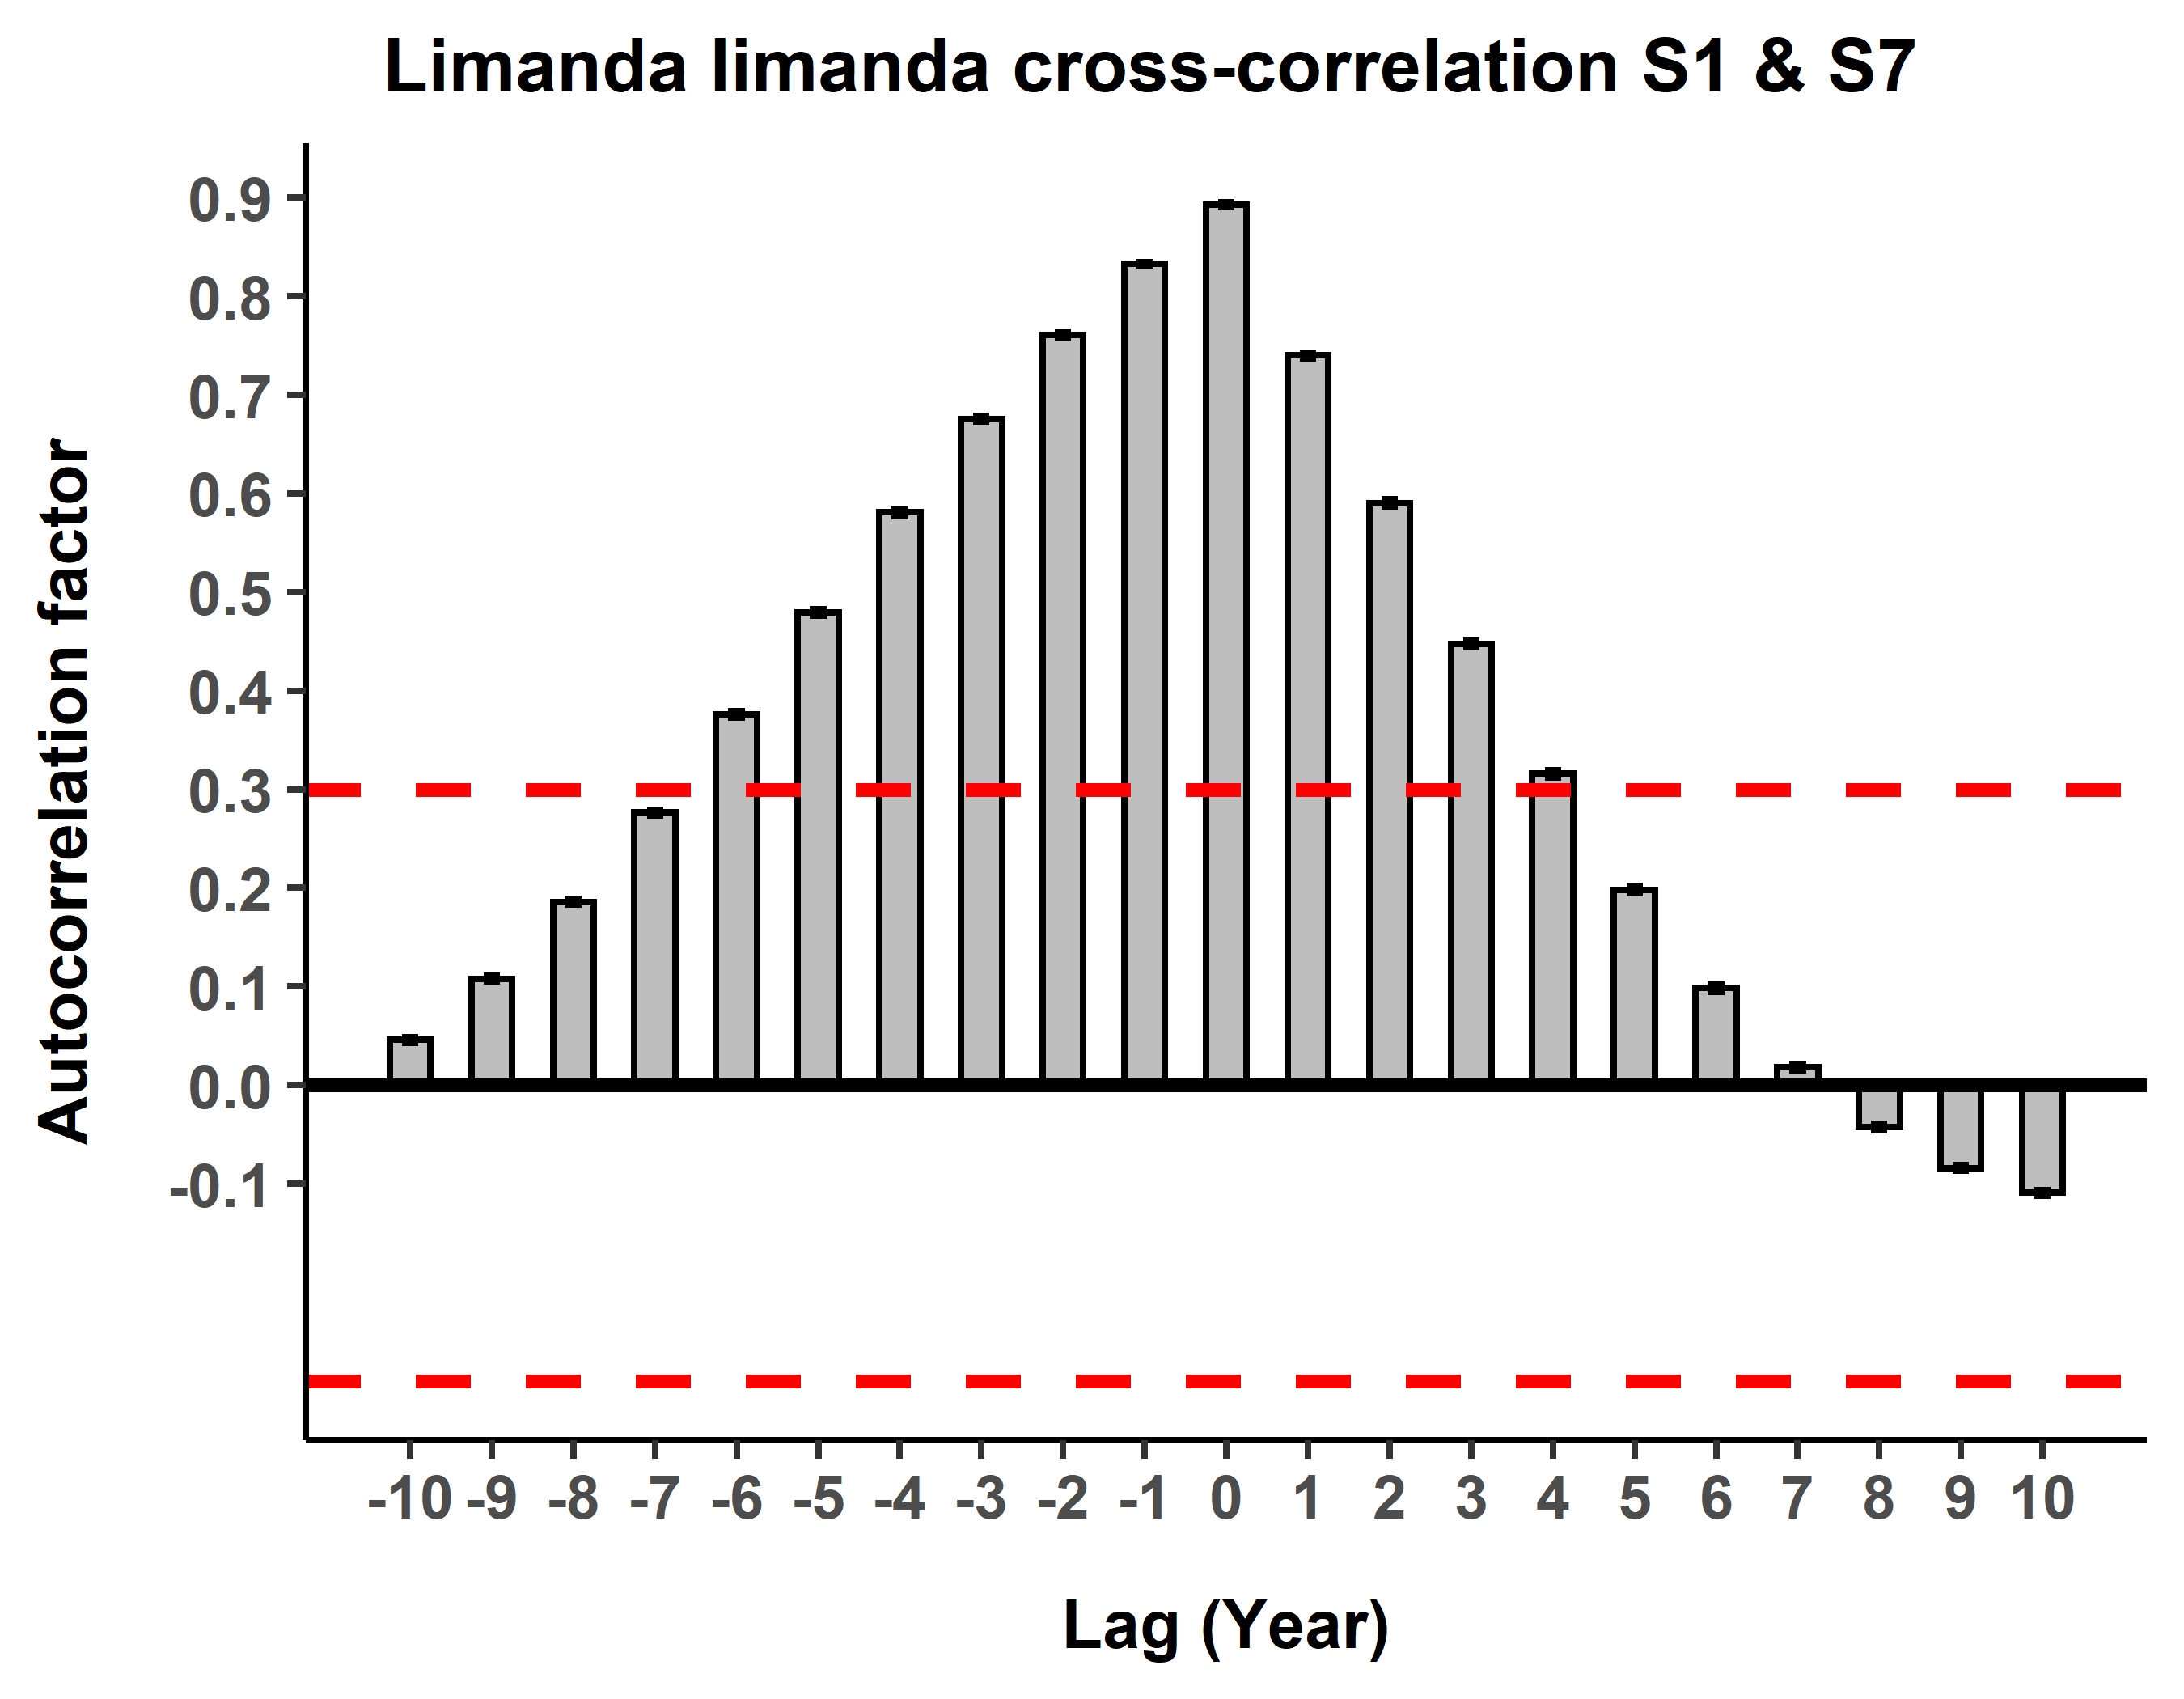 Limanda limanda cross-correlation S1 & S7
Autocorrelation factor
0.9
0.8
0.7
0.6
0.5
0.4
0.3
0.2
0.1
0.0
-0.1
-10 -9 -8 -7 -6 -5 -4 -3 -2 -1 0 1 2 3 4 5 6 7 8 9 10
Lag (Year)